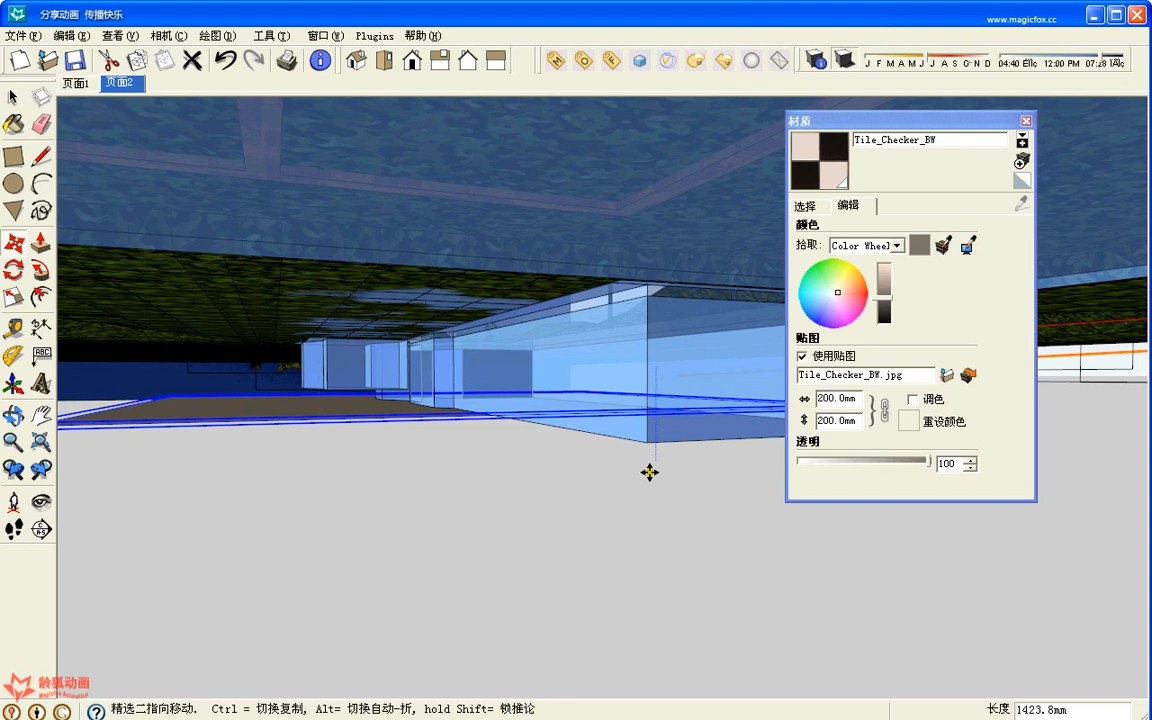 分享动画 传播快乐
www.magicfox.cc
文件(F) 编辑(E) 查看(V) 相机(C) 绘图(D) 工具(T) 窗口(W) Plugins 帮助(H)
J F M A M J J A S O N D 04:40 12:00 PM 07:28
页面1 页面2
材质
Tile_Checker_BW
选择 编辑
颜色
拾取: Color Wheel
贴图
使用贴图
Tile_Checker_BW.jpg
200.0mm 调色
200.0mm 重设颜色
透明
100
ABC
精选二指向移动. Ctrl = 切换复制, Alt= 切换自动-折, hold Shift= 锁推论
长度 1423.8mm